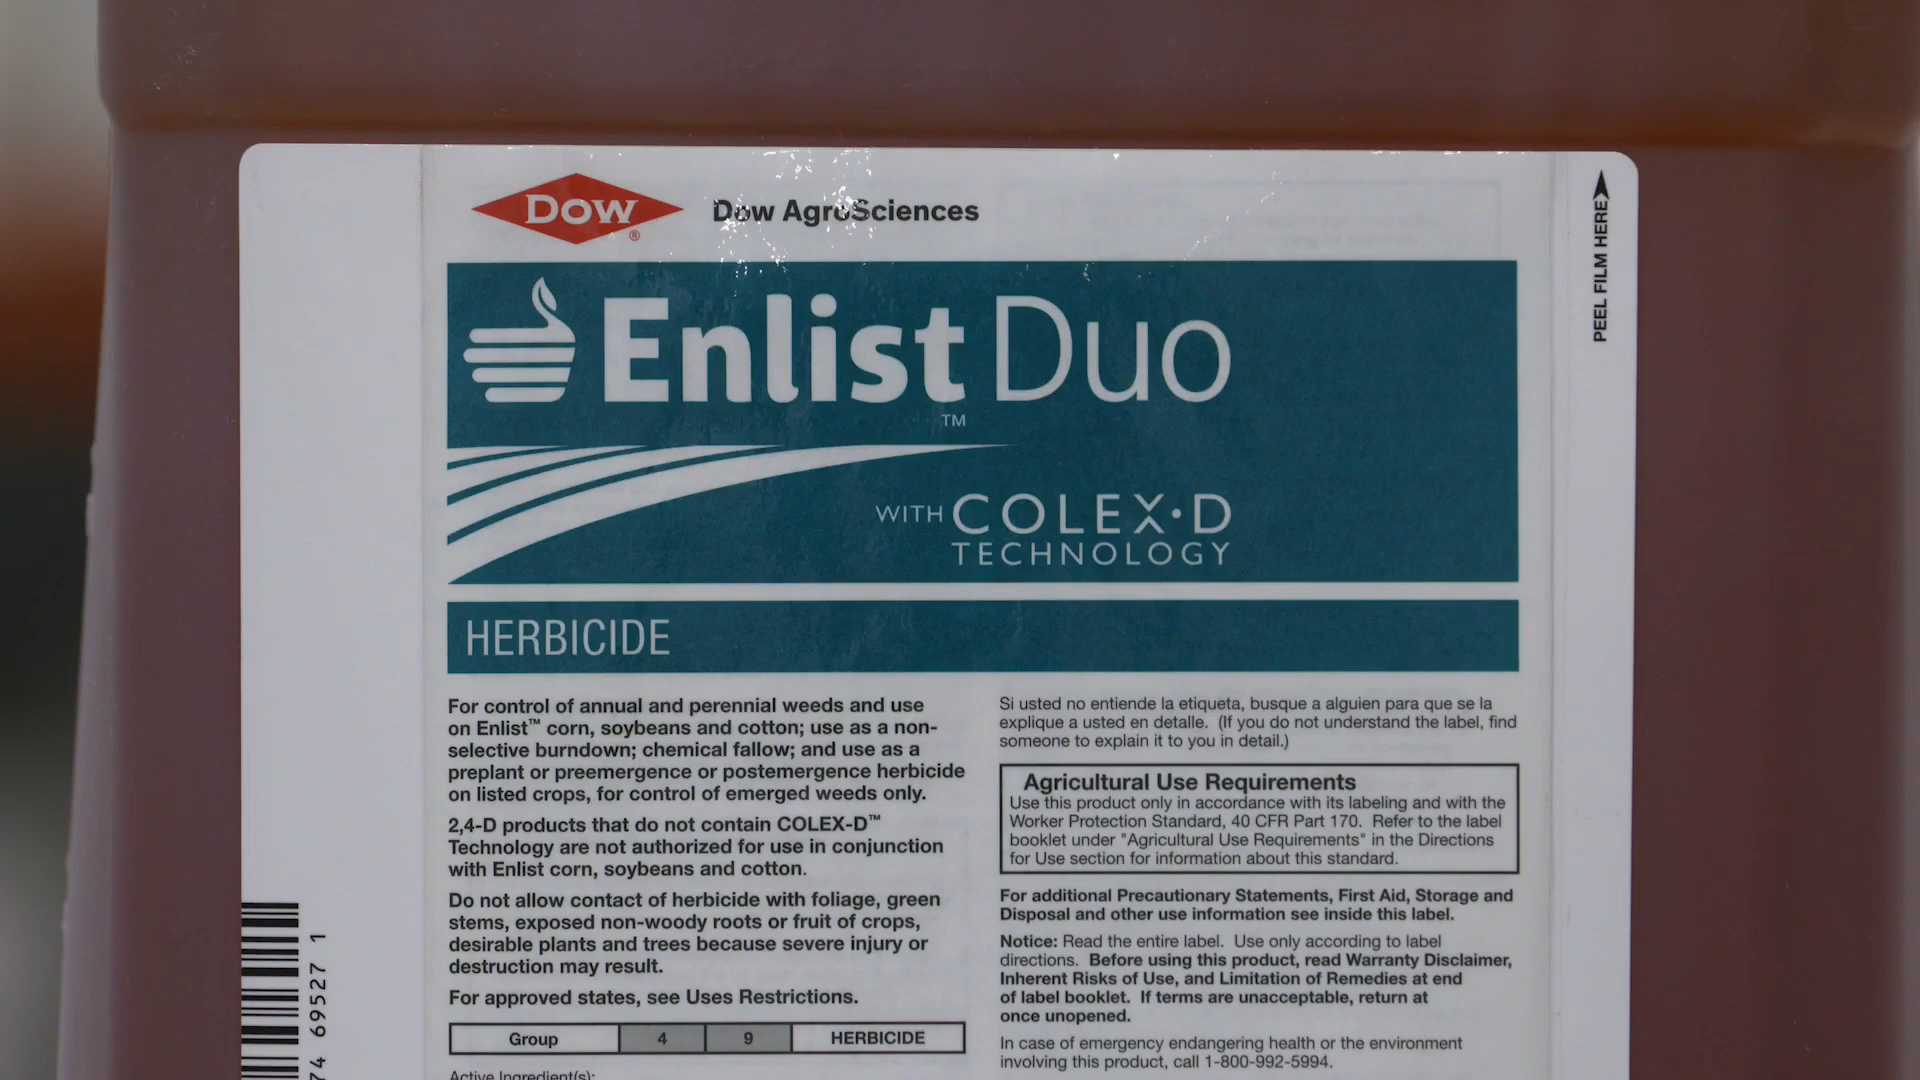 DOW
®
Dow AgroSciences
PEEL FILM HERE
Enlist Duo
TM
WITH COLEX·D
TECHNOLOGY
HERBICIDE
For control of annual and perennial weeds and use
on Enlist™ corn, soybeans and cotton; use as a non-
selective burndown; chemical fallow; and use as a
preplant or preemergence or postemergence herbicide
on listed crops, for control of emerged weeds only.
2,4-D products that do not contain COLEX-D™
Technology are not authorized for use in conjunction
with Enlist corn, soybeans and cotton.
Do not allow contact of herbicide with foliage, green
stems, exposed non-woody roots or fruit of crops,
desirable plants and trees because severe injury or
destruction may result.
For approved states, see Uses Restrictions.
Group 4 9 HERBICIDE
Active Ingredient(s):
Si usted no entiende la etiqueta, busque a alguien para que se la
explique a usted en detalle. (If you do not understand the label, find
someone to explain it to you in detail.)
Agricultural Use Requirements
Use this product only in accordance with its labeling and with the
Worker Protection Standard, 40 CFR Part 170. Refer to the label
booklet under "Agricultural Use Requirements" in the Directions
for Use section for information about this standard.
For additional Precautionary Statements, First Aid, Storage and
Disposal and other use information see inside this label.
Notice: Read the entire label. Use only according to label
directions. Before using this product, read Warranty Disclaimer,
Inherent Risks of Use, and Limitation of Remedies at end
of label booklet. If terms are unacceptable, return at
once unopened.
In case of emergency endangering health or the environment
involving this product, call 1-800-992-5994.
74 69527 1